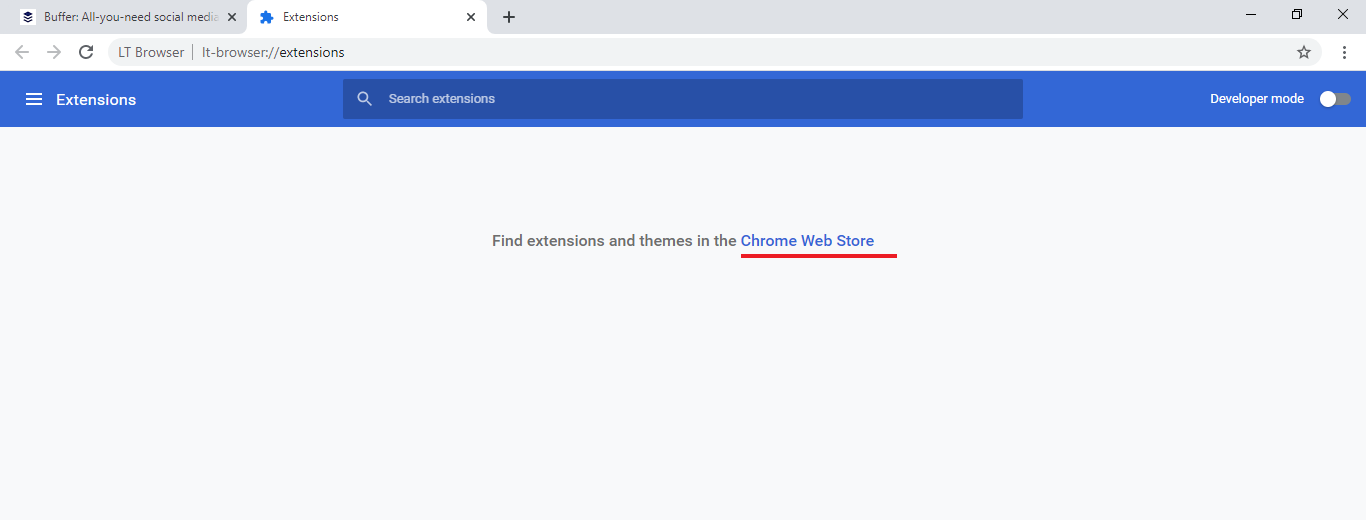 Buffer: All-you-need social media
Extensions
LT Browser lt-browser://extensions
Extensions
Search extensions
Developer mode
Find extensions and themes in the Chrome Web Store